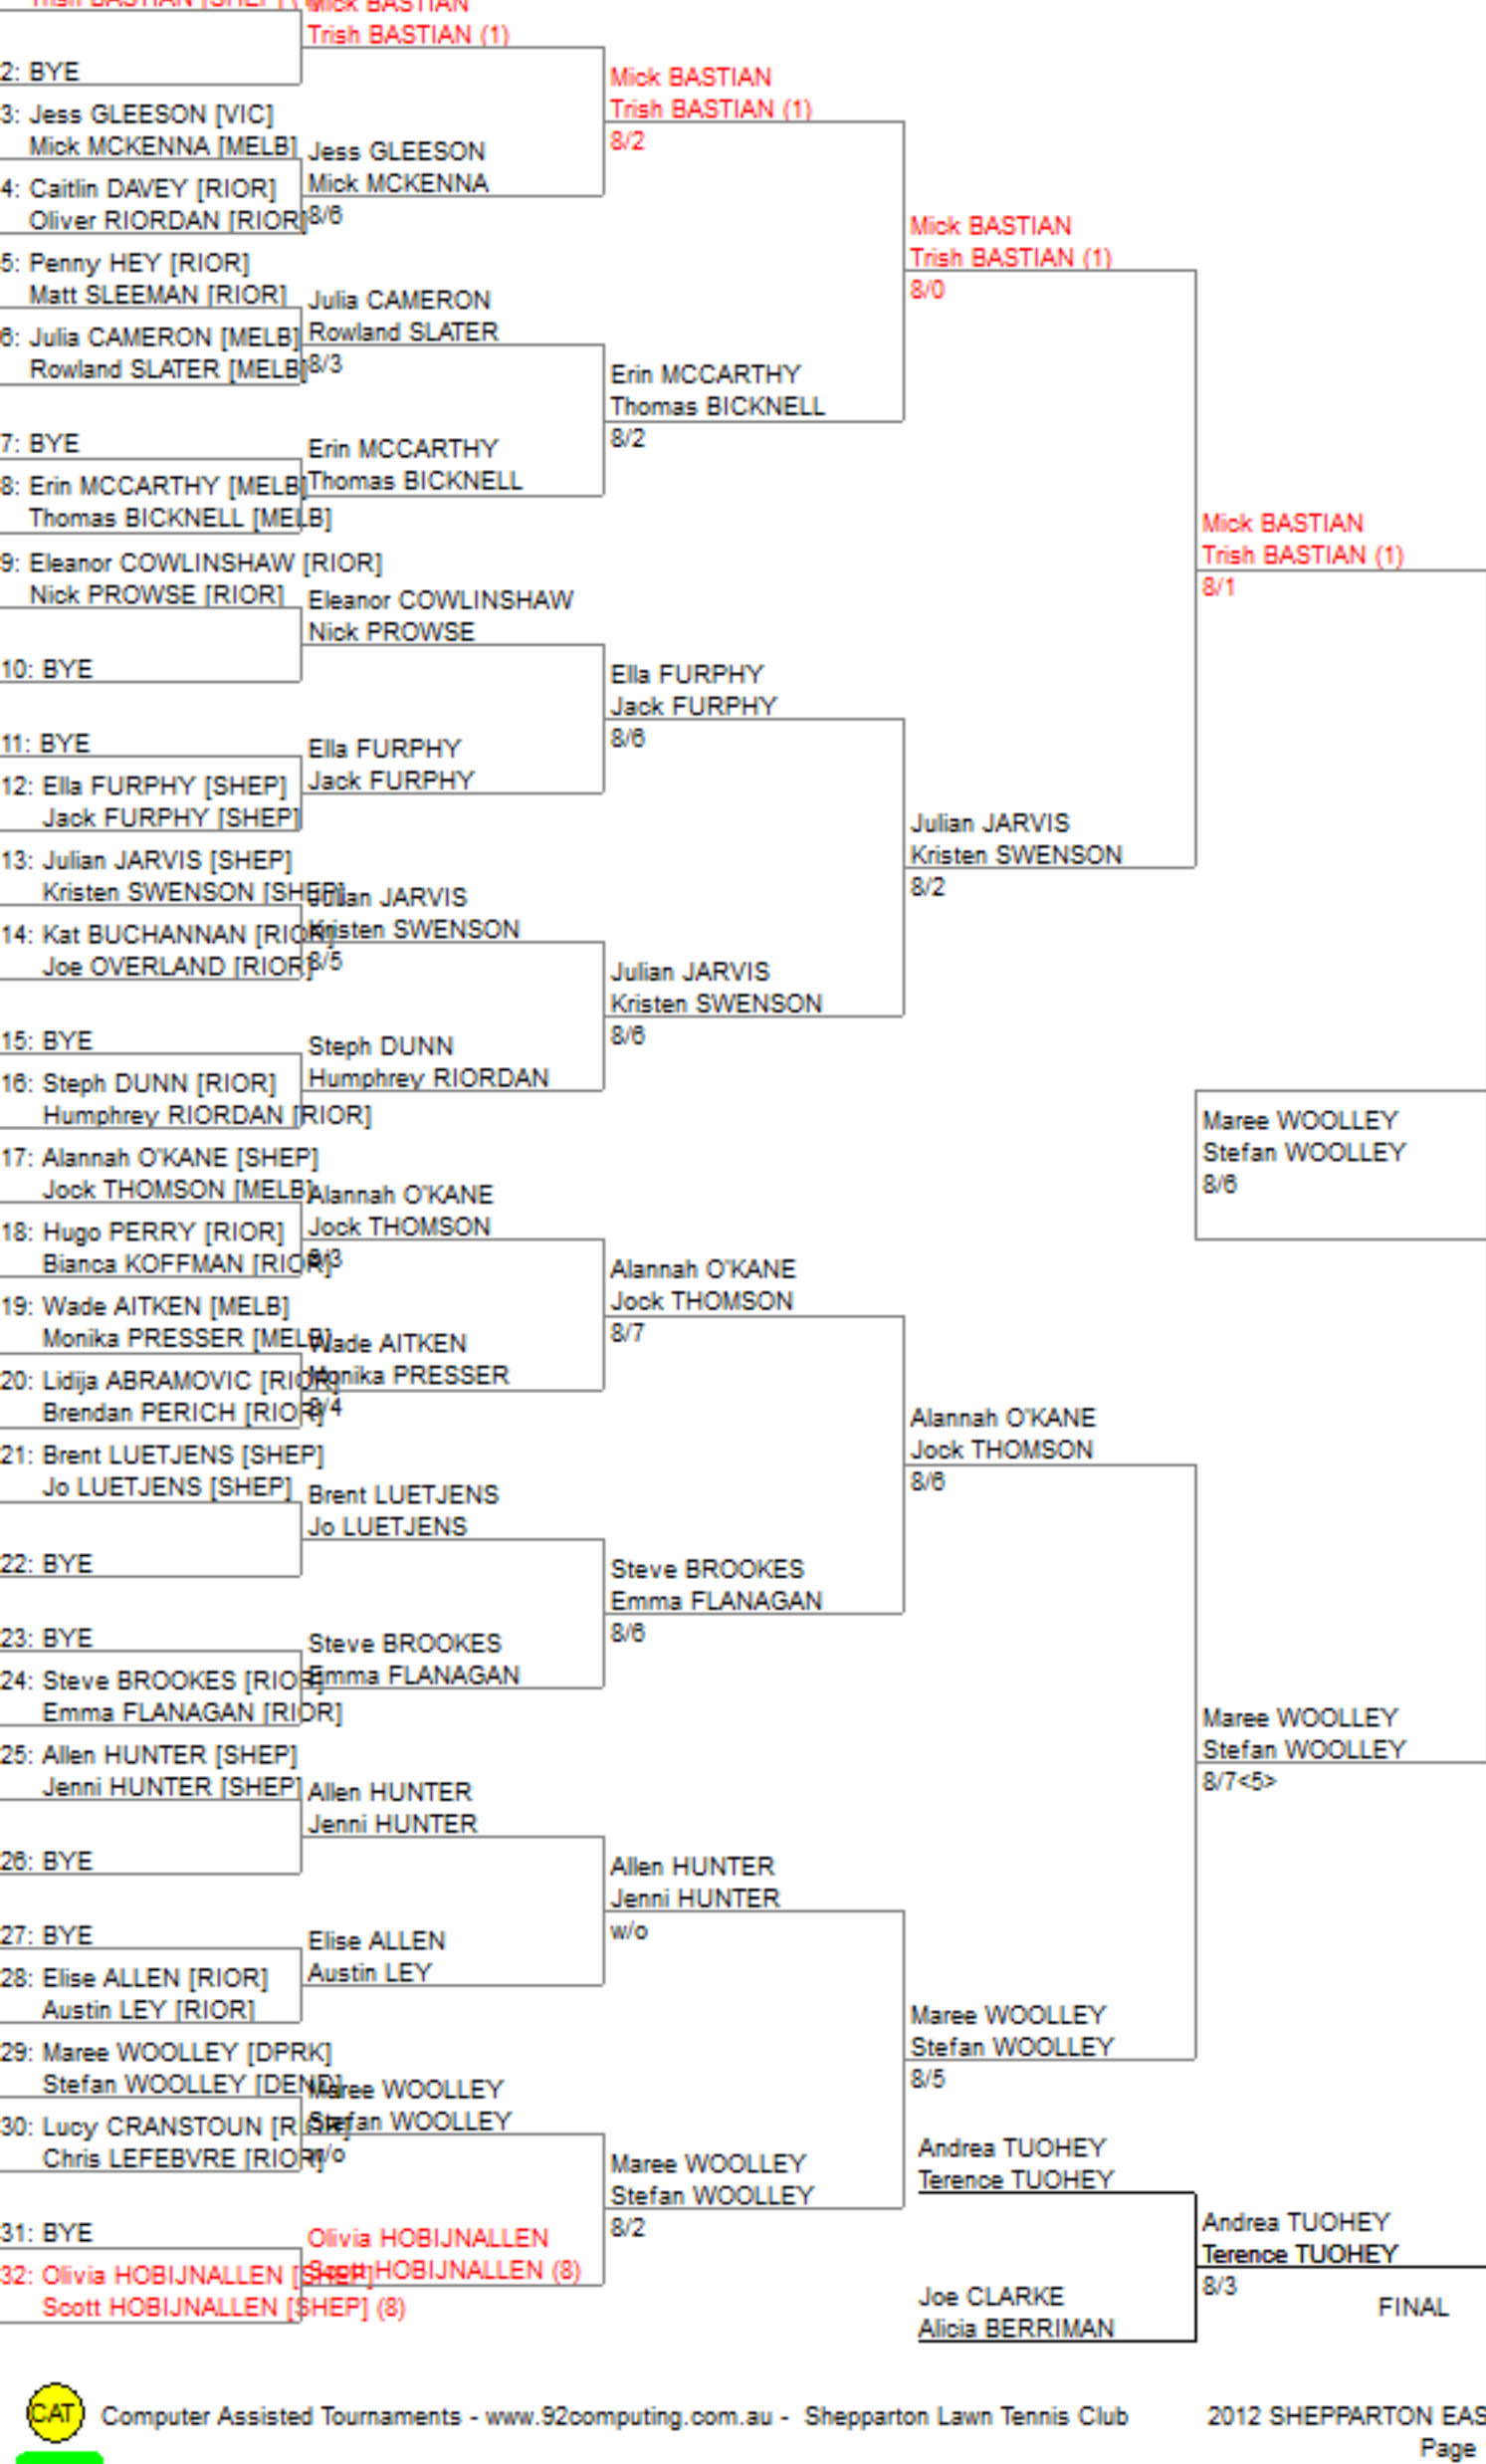 Trish BASTIAN [SHEP] (
2: BYE
3: Jess GLEESON [VIC]
Mick MCKENNA [MELB]
4: Caitlin DAVEY [RIOR]
Oliver RIORDAN [RIOR]
5: Penny HEY [RIOR]
Matt SLEEMAN [RIOR]
6: Julia CAMERON [MELB]
Rowland SLATER [MELB]
7: BYE
8: Erin MCCARTHY [MELB]
Thomas BICKNELL [MELB]
9: Eleanor COWLINSHAW [RIOR]
Nick PROWSE [RIOR]
10: BYE
11: BYE
12: Ella FURPHY [SHEP]
Jack FURPHY [SHEP]
13: Julian JARVIS [SHEP]
Kristen SWENSON [SHEP]
14: Kat BUCHANNAN [RIOR]
Joe OVERLAND [RIOR]
15: BYE
16: Steph DUNN [RIOR]
Humphrey RIORDAN [RIOR]
17: Alannah O'KANE [SHEP]
Jock THOMSON [MELB]
18: Hugo PERRY [RIOR]
Bianca KOFFMAN [RIOR]
19: Wade AITKEN [MELB]
Monika PRESSER [MELB]
20: Lidija ABRAMOVIC [RIOR]
Brendan PERICH [RIOR]
21: Brent LUETJENS [SHEP]
Jo LUETJENS [SHEP]
22: BYE
23: BYE
24: Steve BROOKES [RIOR]
Emma FLANAGAN [RIOR]
25: Allen HUNTER [SHEP]
Jenni HUNTER [SHEP]
26: BYE
27: BYE
28: Elise ALLEN [RIOR]
Austin LEY [RIOR]
29: Maree WOOLLEY [DPRK]
Stefan WOOLLEY [DEND]
30: Lucy CRANSTOUN [RIOR]
Chris LEFEBVRE [RIOR]
31: BYE
32: Olivia HOBIJNALLEN [SHEP]
Scott HOBIJNALLEN [SHEP] (8)
Mick BASTIAN
Trish BASTIAN (1)
Jess GLEESON
Mick MCKENNA
8/6
Julia CAMERON
Rowland SLATER
8/3
Erin MCCARTHY
Thomas BICKNELL
Eleanor COWLINSHAW
Nick PROWSE
Ella FURPHY
Jack FURPHY
Julian JARVIS
Kristen SWENSON
8/5
Steph DUNN
Humphrey RIORDAN
Alannah O'KANE
Jock THOMSON
8/3
Wade AITKEN
Monika PRESSER
8/4
Brent LUETJENS
Jo LUETJENS
Steve BROOKES
Emma FLANAGAN
Allen HUNTER
Jenni HUNTER
Elise ALLEN
Austin LEY
Maree WOOLLEY
Stefan WOOLLEY
w/o
Olivia HOBIJNALLEN
Scott HOBIJNALLEN (8)
Mick BASTIAN
Trish BASTIAN (1)
8/2
Erin MCCARTHY
Thomas BICKNELL
8/2
Ella FURPHY
Jack FURPHY
8/6
Julian JARVIS
Kristen SWENSON
8/6
Alannah O'KANE
Jock THOMSON
8/7
Steve BROOKES
Emma FLANAGAN
8/6
Allen HUNTER
Jenni HUNTER
w/o
Maree WOOLLEY
Stefan WOOLLEY
8/2
Mick BASTIAN
Trish BASTIAN (1)
8/0
Julian JARVIS
Kristen SWENSON
8/2
Alannah O'KANE
Jock THOMSON
8/6
Maree WOOLLEY
Stefan WOOLLEY
8/5
Andrea TUOHEY
Terence TUOHEY
Joe CLARKE
Alicia BERRIMAN
Mick BASTIAN
Trish BASTIAN (1)
8/1
Maree WOOLLEY
Stefan WOOLLEY
8/6
Maree WOOLLEY
Stefan WOOLLEY
8/7<5>
Andrea TUOHEY
Terence TUOHEY
8/3
FINAL
CAT
Computer Assisted Tournaments - www.92computing.com.au - Shepparton Lawn Tennis Club
2012 SHEPPARTON EAS
Page